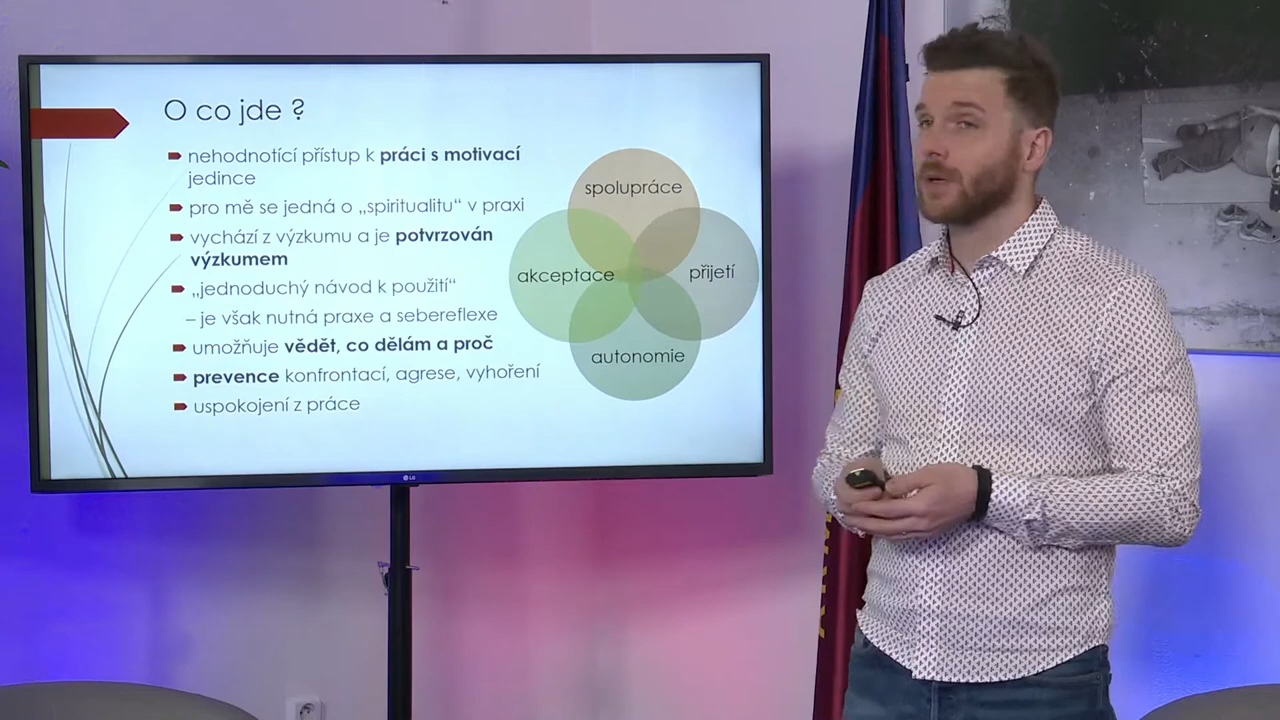 O co jde ?
nehodnotící přístup k práci s motivací
jedince
pro mě se jedná o „spiritualitu“ v praxi
vychází z výzkumu a je potvrzován
výzkumem
„jednoduchý návod k použití“
– je však nutná praxe a sebereflexe
umožňuje vědět, co dělám a proč
prevence konfrontací, agrese, vyhoření
uspokojení z práce
spolupráce
akceptace
přijetí
autonomie
LG